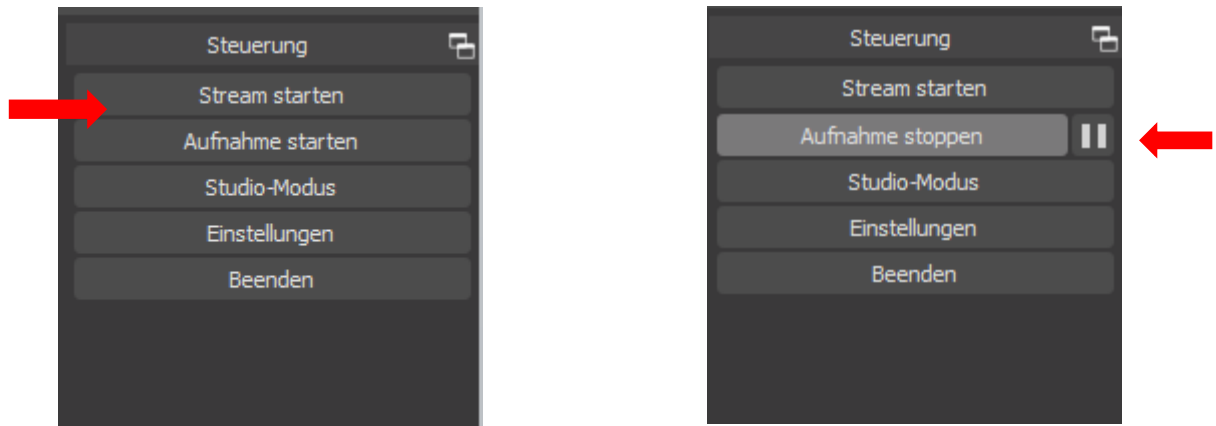 Steuerung
Stream starten
Aufnahme starten
Studio-Modus
Einstellungen
Beenden
Steuerung
Stream starten
Aufnahme stoppen
Studio-Modus
Einstellungen
Beenden